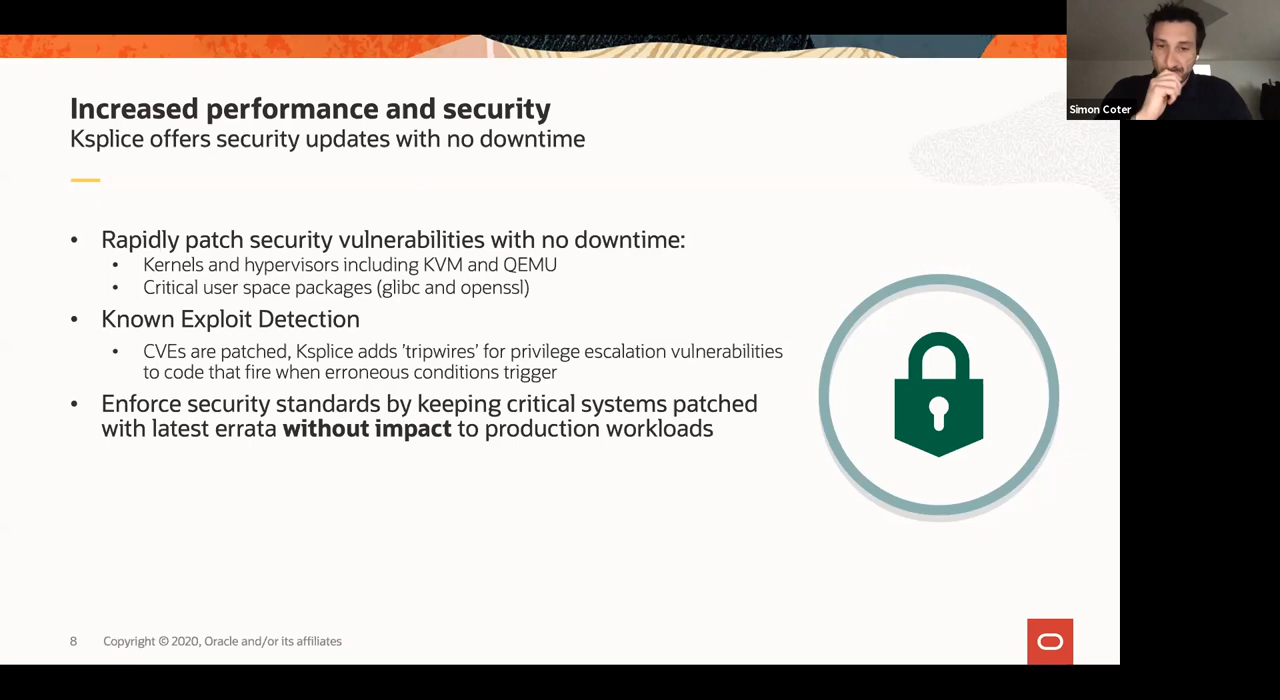 Increased performance and security
Ksplice offers security updates with no downtime
• Rapidly patch security vulnerabilities with no downtime:
• Kernels and hypervisors including KVM and QEMU
• Critical user space packages (glibc and openssl)
• Known Exploit Detection
• CVEs are patched, Ksplice adds 'tripwires' for privilege escalation vulnerabilities
to code that fire when erroneous conditions trigger
• Enforce security standards by keeping critical systems patched
with latest errata without impact to production workloads
8 Copyright © 2020, Oracle and/or its affiliates
Simon Coter